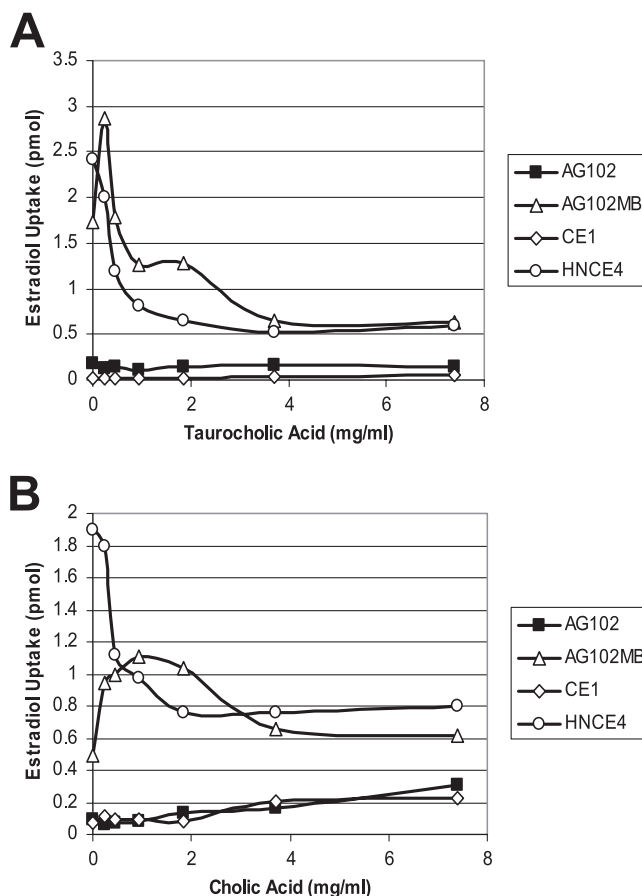 A
Estradiol Uptake (pmol)
3.5
3
2.5
2
1.5
1
0.5
0
0 2 4 6 8
Taurocholic Acid (mg/ml)
AG102
AG102MB
CE1
HNCE4
B
Estradiol Uptake (pmol)
2
1.8
1.6
1.4
1.2
1
0.8
0.6
0.4
0.2
0
0 2 4 6 8
Cholic Acid (mg/ml)
AG102
AG102MB
CE1
HNCE4